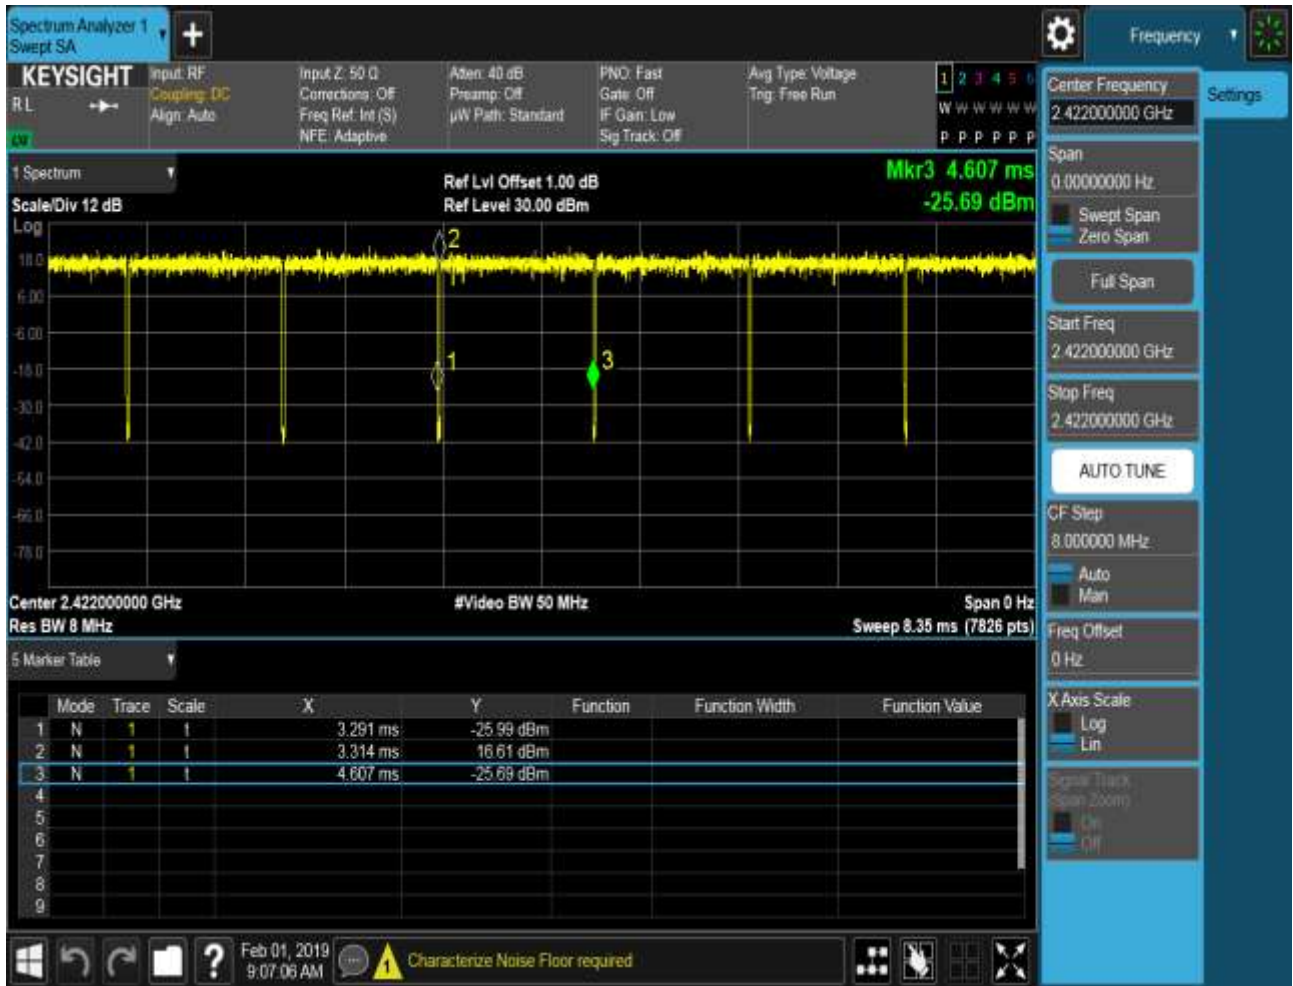 Spectrum Analyzer 1
Swept SA
+
Frequency
KEYSIGHT
R L
Input: RF
Coupling: DC
Align: Auto
Input Z: 50 Ω
Corrections: Off
Freq Ref: Int (S)
NFE: Adaptive
Atten: 40 dB
Preamp: Off
µW Path: Standard
PNO: Fast
Gate: Off
IF Gain: Low
Sig Track: Off
Avg Type: Voltage
Trig: Free Run
1 2 3 4 5 6
W W W W W W
P P P P P P
1 Spectrum
Scale/Div 12 dB
Log
Ref Lvl Offset 1.00 dB
Ref Level 30.00 dBm
Mkr3 4.607 ms
-25.69 dBm
18.0
6.00
-6.00
-18.0
-30.0
-42.0
-54.0
-66.0
-78.0
2
1
3
Center 2.422000000 GHz
Res BW 8 MHz
#Video BW 50 MHz
Span 0 Hz
Sweep 8.35 ms (7826 pts)
5 Marker Table
Mode Trace Scale X Y Function Function Width Function Value
1 N 1 t 3.291 ms -25.99 dBm
2 N 1 t 3.314 ms 16.61 dBm
3 N 1 t 4.607 ms -25.69 dBm
4
5
6
7
8
9
Feb 01, 2019
9:07:06 AM
?
1
Characterize Noise Floor required
Center Frequency
2.422000000 GHz
Settings
Span
0.00000000 Hz
Swept Span
Zero Span
Full Span
Start Freq
2.422000000 GHz
Stop Freq
2.422000000 GHz
AUTO TUNE
CF Step
8.000000 MHz
Auto
Man
Freq Offset
0 Hz
X Axis Scale
Log
Lin
Signal Track
(Span Zoom)
On
Off